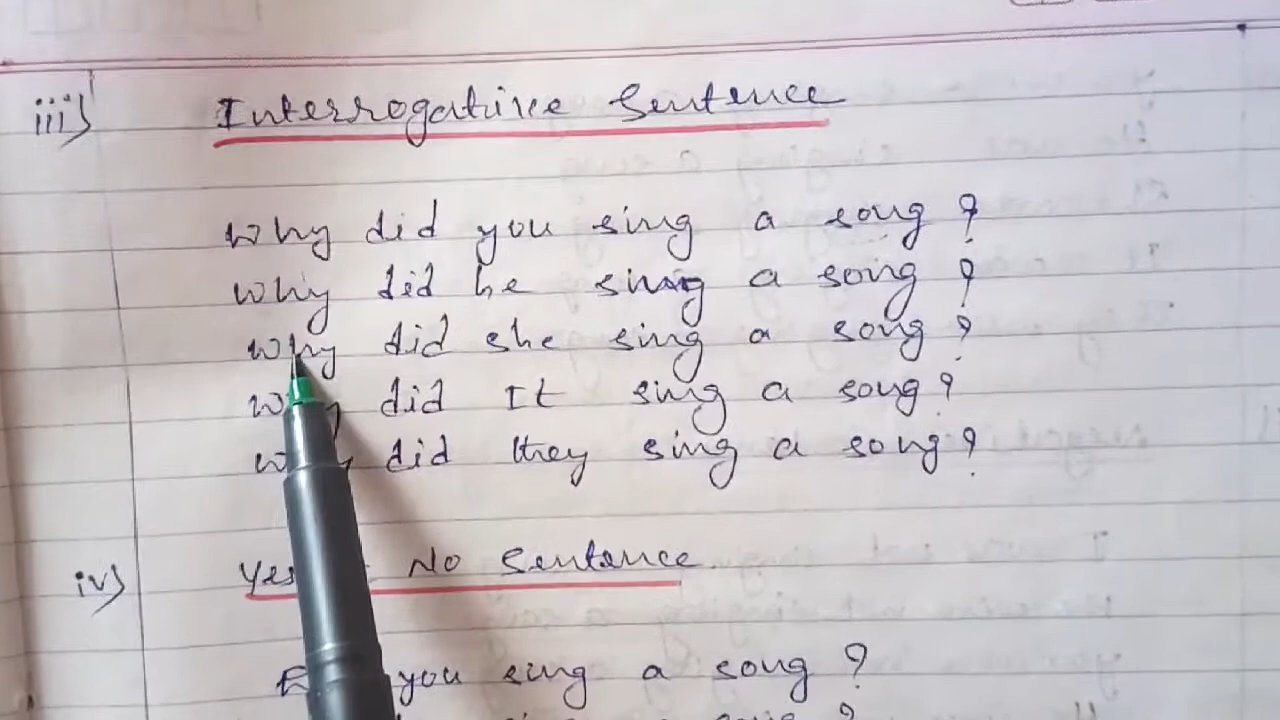 iii) Interrogative Sentence
Why did you sing a song ?
Why did he sing a song ?
Why did she sing a song ?
did It sing a song ?
did they sing a song ?
iv) Yes No Sentence.
you sing a song ?